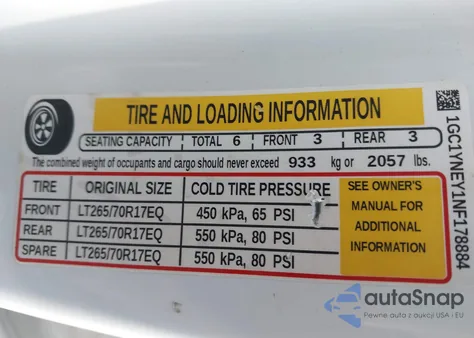 TIRE AND LOADING INFORMATION
SEATING CAPACITY TOTAL 6 FRONT 3 REAR 3
The combined weight of occupants and cargo should never exceed 933 kg or 2057 lbs.
TIRE ORIGINAL SIZE COLD TIRE PRESSURE
FRONT LT265/70R17EQ 450 kPa, 65 PSI
REAR LT265/70R17EQ 550 kPa, 80 PSI
SPARE LT265/70R17EQ 550 kPa, 80 PSI
SEE OWNER'S
MANUAL FOR
ADDITIONAL
INFORMATION
1GC1YNEY1NF178884
autaSnap
Pewne auta z aukcji USA i EU